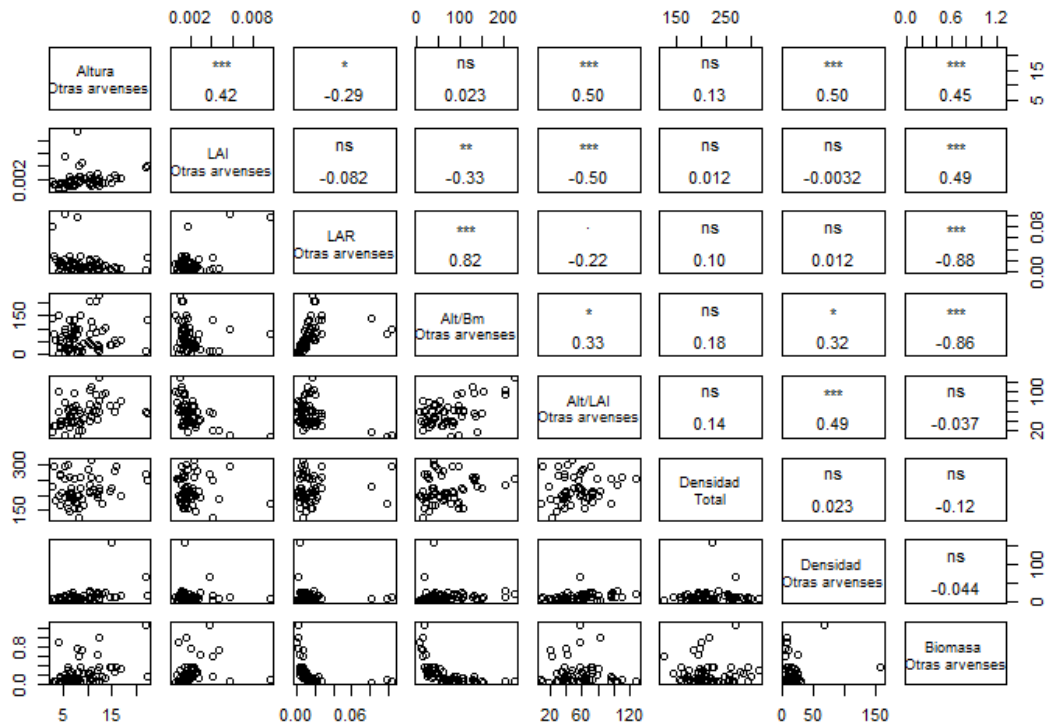 0.002 0.008 0 100 200 150 250 0.0 0.6 1.2
Altura
Otras arvenses
*** * ns *** ns *** ***
0.42 -0.29 0.023 0.50 0.13 0.50 0.45
5 15
0.002
LAI
Otras arvenses
ns ** *** ns ns ***
-0.082 -0.33 -0.50 0.012 -0.0032 0.49
LAR
Otras arvenses
*** . ns ns ***
0.82 -0.22 0.10 0.012 -0.88
0.00 0.08
0 150
Alt/Bm
Otras arvenses
* ns * ***
0.33 0.18 0.32 -0.86
Alt/LAI
Otras arvenses
ns *** ns
0.14 0.49 -0.037
20 100
150 300
Densidad
Total
ns ns
0.023 -0.12
Densidad
Otras arvenses
ns
-0.044
0 100
0.0 0.8
Biomasa
Otras arvenses
5 15 0.00 0.06 20 60 120 0 50 150